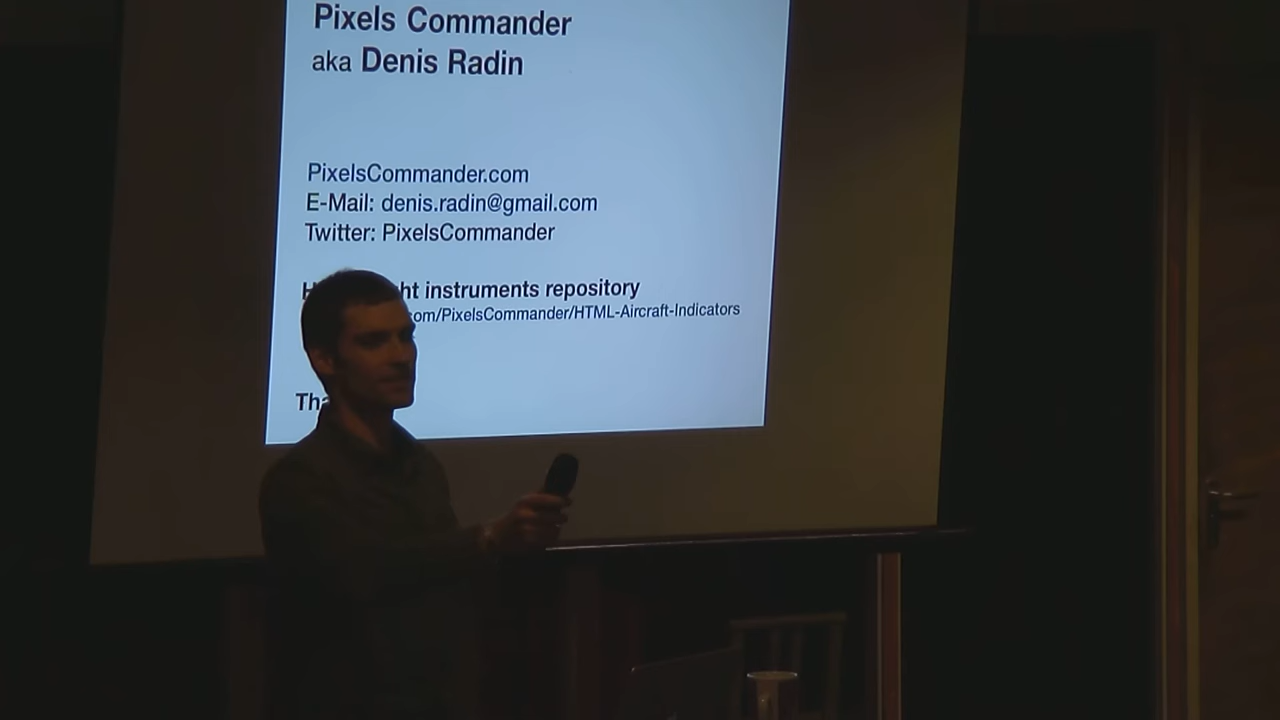 Pixels Commander
aka Denis Radin
PixelsCommander.com
E-Mail: denis.radin@gmail.com
Twitter: PixelsCommander
instruments repository
com/PixelsCommander/HTML-Aircraft-Indicators